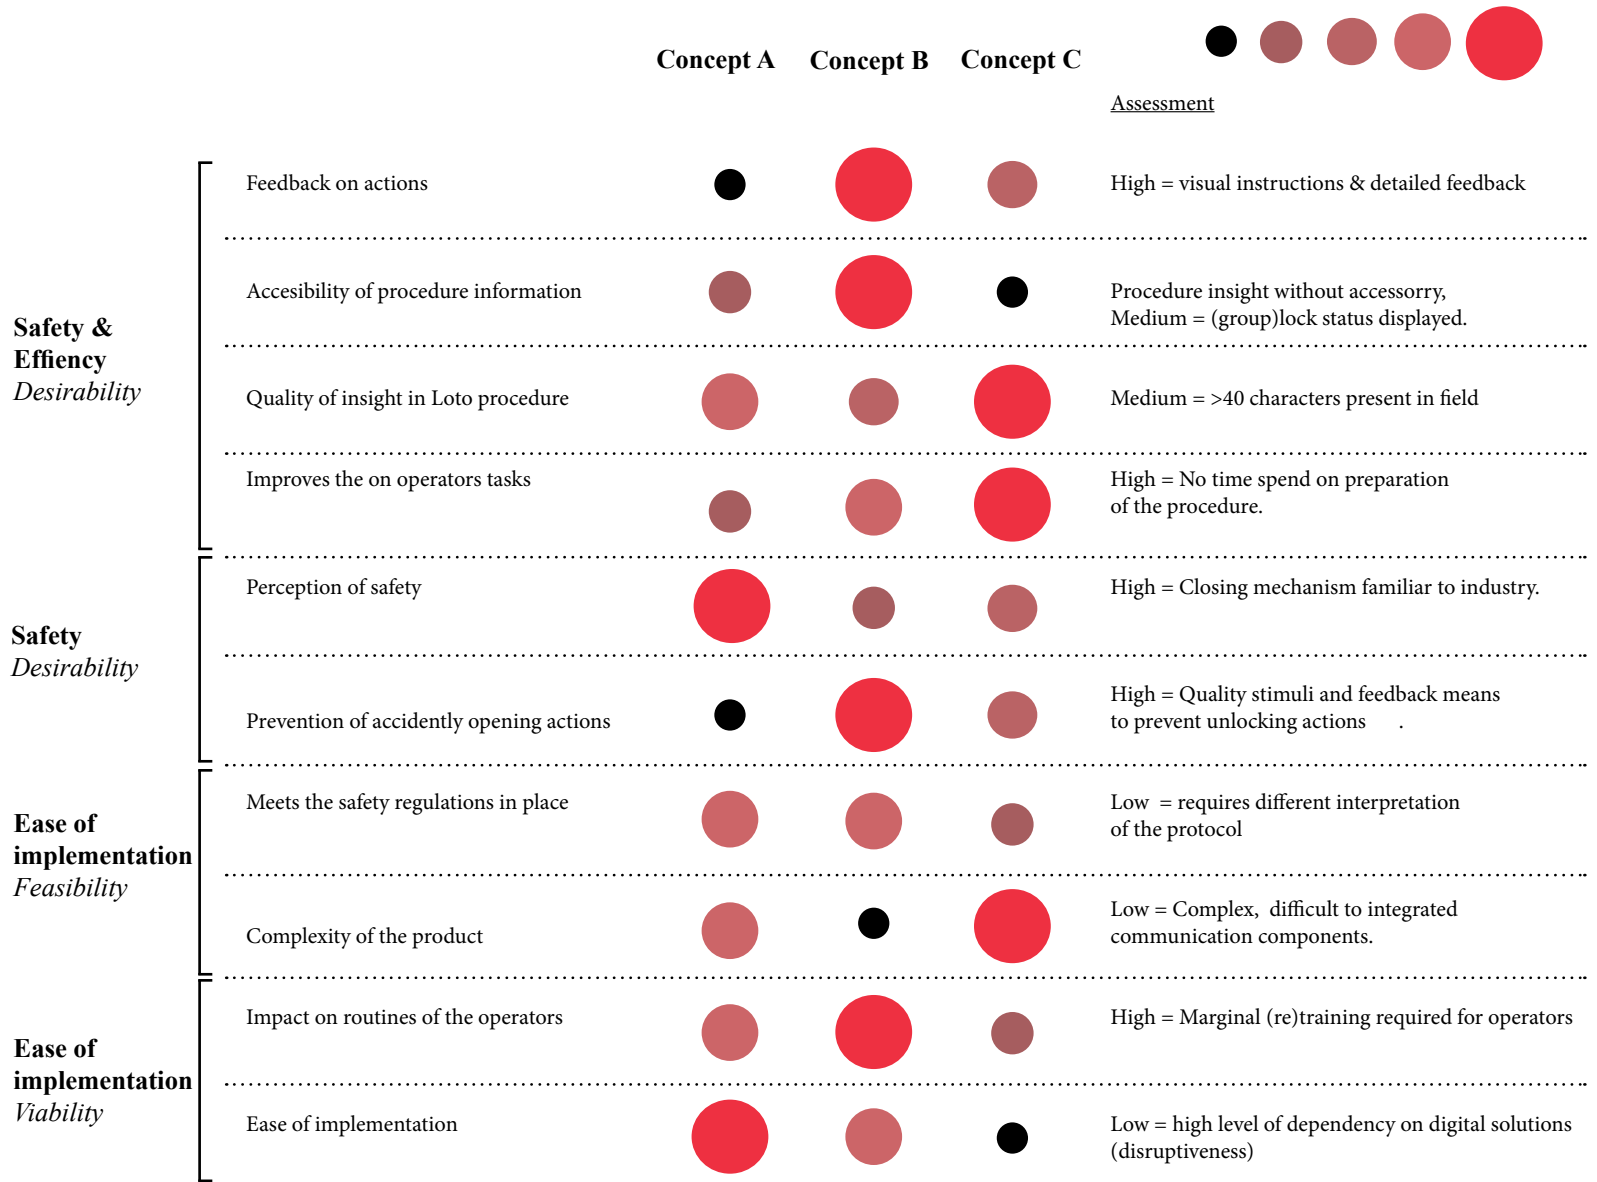 Concept A Concept B Concept C
Assessment
Safety &
Effiency
Desirability
Feedback on actions
High = visual instructions & detailed feedback
Accesibility of procedure information
Procedure insight without accessorry,
Medium = (group)lock status displayed.
Quality of insight in Loto procedure
Medium = >40 characters present in field
Improves the on operators tasks
High = No time spend on preparation
of the procedure.
Safety
Desirability
Perception of safety
High = Closing mechanism familiar to industry.
Prevention of accidently opening actions
High = Quality stimuli and feedback means
to prevent unlocking actions .
Ease of
implementation
Feasibility
Meets the safety regulations in place
Low = requires different interpretation
of the protocol
Complexity of the product
Low = Complex, difficult to integrated
communication components.
Ease of
implementation
Viability
Impact on routines of the operators
High = Marginal (re)training required for operators
Ease of implementation
Low = high level of dependency on digital solutions
(disruptiveness)